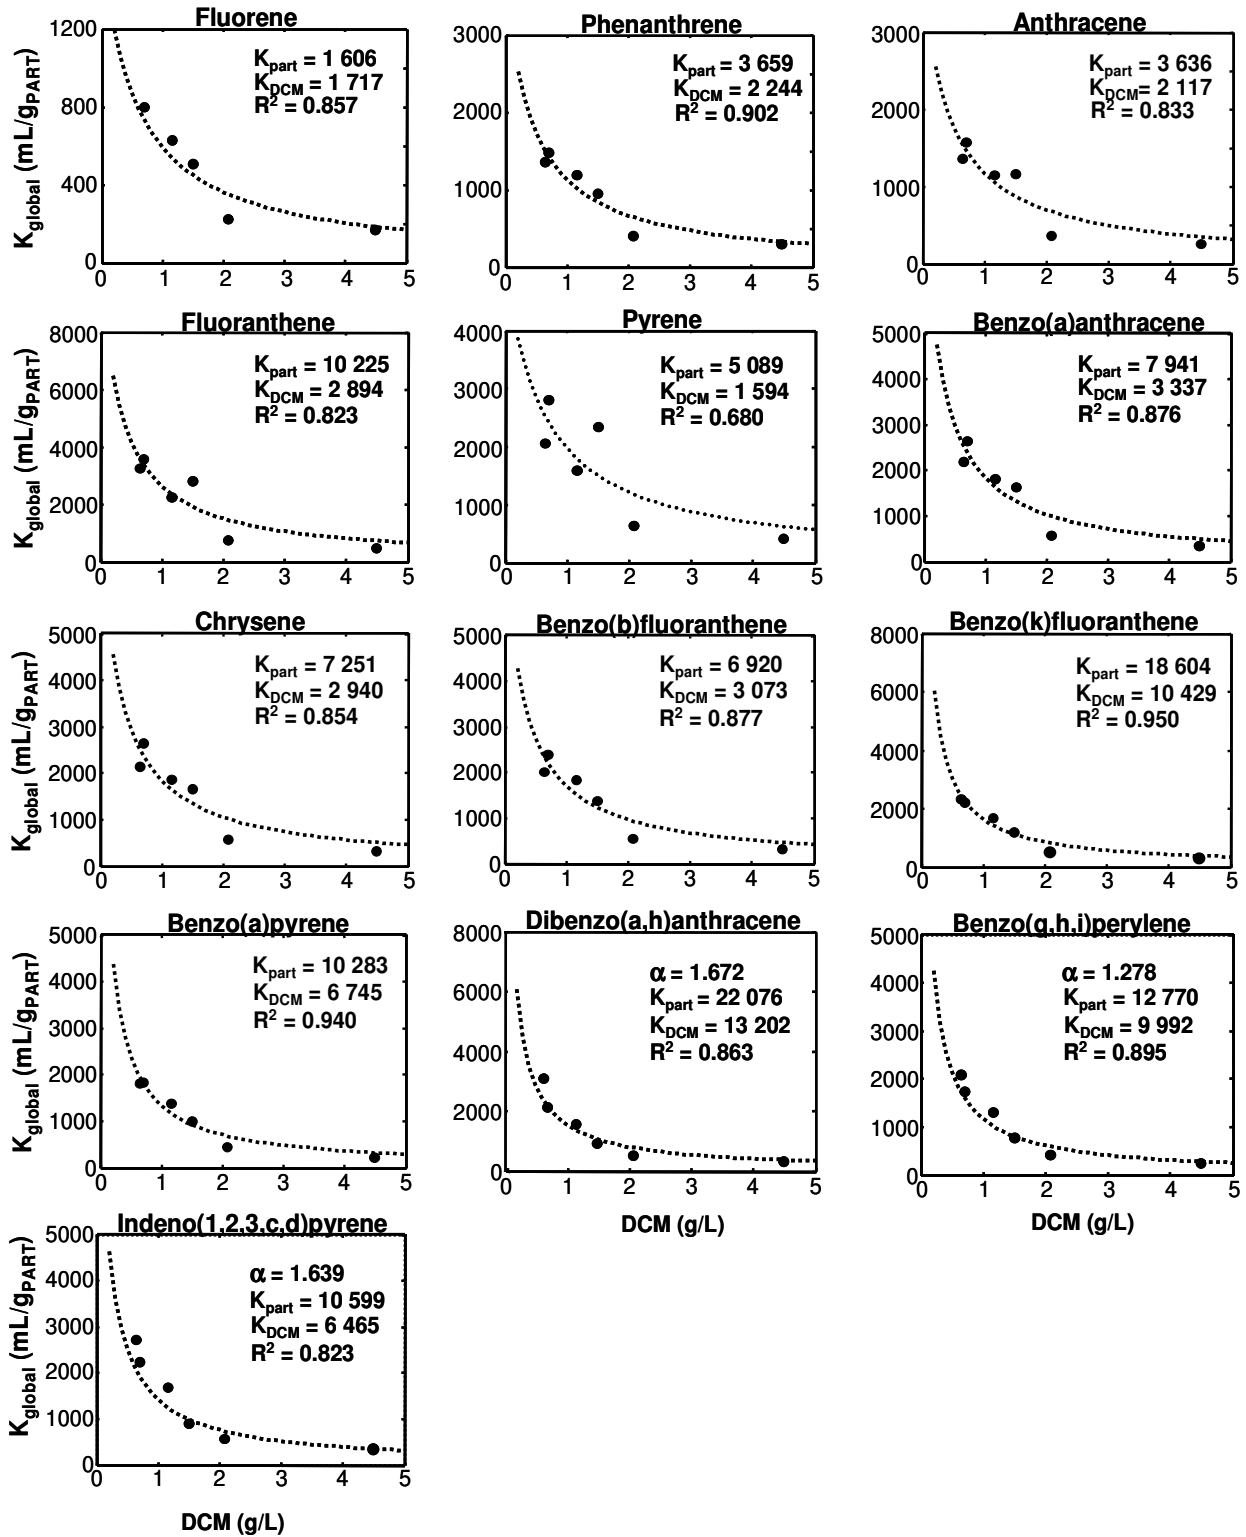 Fluorene
K_global (mL/g_PART)
1200
800
400
0
0 1 2 3 4 5
K_part = 1 606
K_DCM = 1 717
R² = 0.857
Phenanthrene
3000
2000
1000
0
0 1 2 3 4 5
K_part = 3 659
K_DCM = 2 244
R² = 0.902
Anthracene
3000
2000
1000
0
0 1 2 3 4 5
K_part = 3 636
K_DCM= 2 117
R² = 0.833
Fluoranthene
K_global (mL/g_PART)
8000
6000
4000
2000
0
0 1 2 3 4 5
K_part = 10 225
K_DCM = 2 894
R² = 0.823
Pyrene
4000
3000
2000
1000
0
0 1 2 3 4 5
K_part = 5 089
K_DCM = 1 594
R² = 0.680
Benzo(a)anthracene
5000
4000
3000
2000
1000
0
0 1 2 3 4 5
K_part = 7 941
K_DCM = 3 337
R² = 0.876
Chrysene
K_global (mL/g_PART)
5000
4000
3000
2000
1000
0
0 1 2 3 4 5
K_part = 7 251
K_DCM = 2 940
R² = 0.854
Benzo(b)fluoranthene
5000
4000
3000
2000
1000
0
0 1 2 3 4 5
K_part = 6 920
K_DCM = 3 073
R² = 0.877
Benzo(k)fluoranthene
8000
6000
4000
2000
0
0 1 2 3 4 5
K_part = 18 604
K_DCM = 10 429
R² = 0.950
Benzo(a)pyrene
K_global (mL/g_PART)
5000
4000
3000
2000
1000
0
0 1 2 3 4 5
K_part = 10 283
K_DCM = 6 745
R² = 0.940
Dibenzo(a,h)anthracene
8000
6000
4000
2000
0
0 1 2 3 4 5
α = 1.672
K_part = 22 076
K_DCM = 13 202
R² = 0.863
DCM (g/L)
Benzo(g,h,i)perylene
5000
4000
3000
2000
1000
0
0 1 2 3 4 5
α = 1.278
K_part = 12 770
K_DCM = 9 992
R² = 0.895
DCM (g/L)
Indeno(1,2,3,c,d)pyrene
K_global (mL/g_PART)
5000
4000
3000
2000
1000
0
0 1 2 3 4 5
α = 1.639
K_part = 10 599
K_DCM = 6 465
R² = 0.823
DCM (g/L)